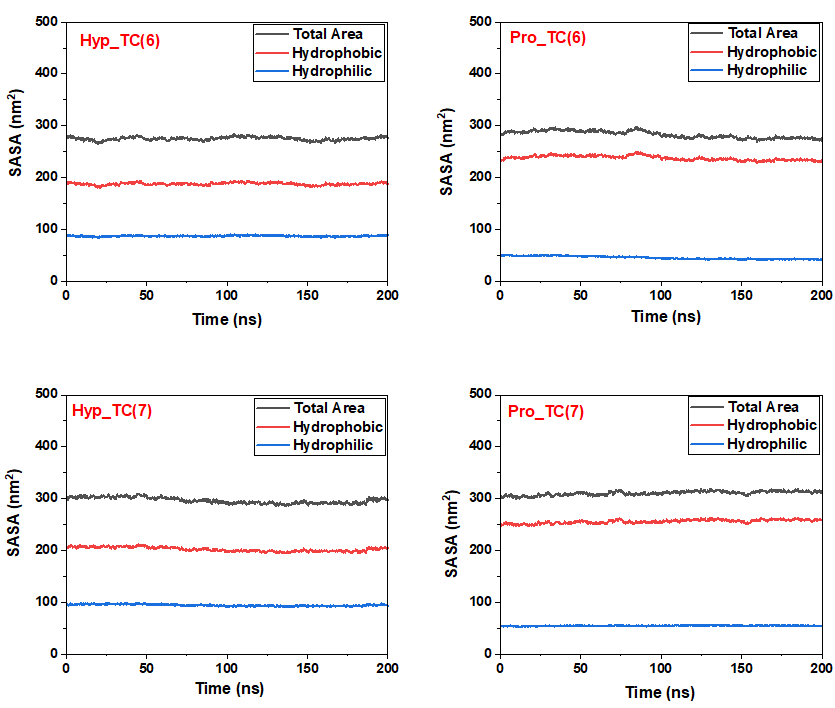 Hyp_TC(6)
Total Area
Hydrophobic
Hydrophilic
500
400
300
200
100
0
SASA (nm²)
0 50 100 150 200
Time (ns)
Pro_TC(6)
Total Area
Hydrophobic
Hydrophilic
500
400
300
200
100
0
SASA (nm²)
0 50 100 150 200
Time (ns)
Hyp_TC(7)
Total Area
Hydrophobic
Hydrophilic
500
400
300
200
100
0
SASA (nm²)
0 50 100 150 200
Time (ns)
Pro_TC(7)
Total Area
Hydrophobic
Hydrophilic
500
400
300
200
100
0
SASA (nm²)
0 50 100 150 200
Time (ns)